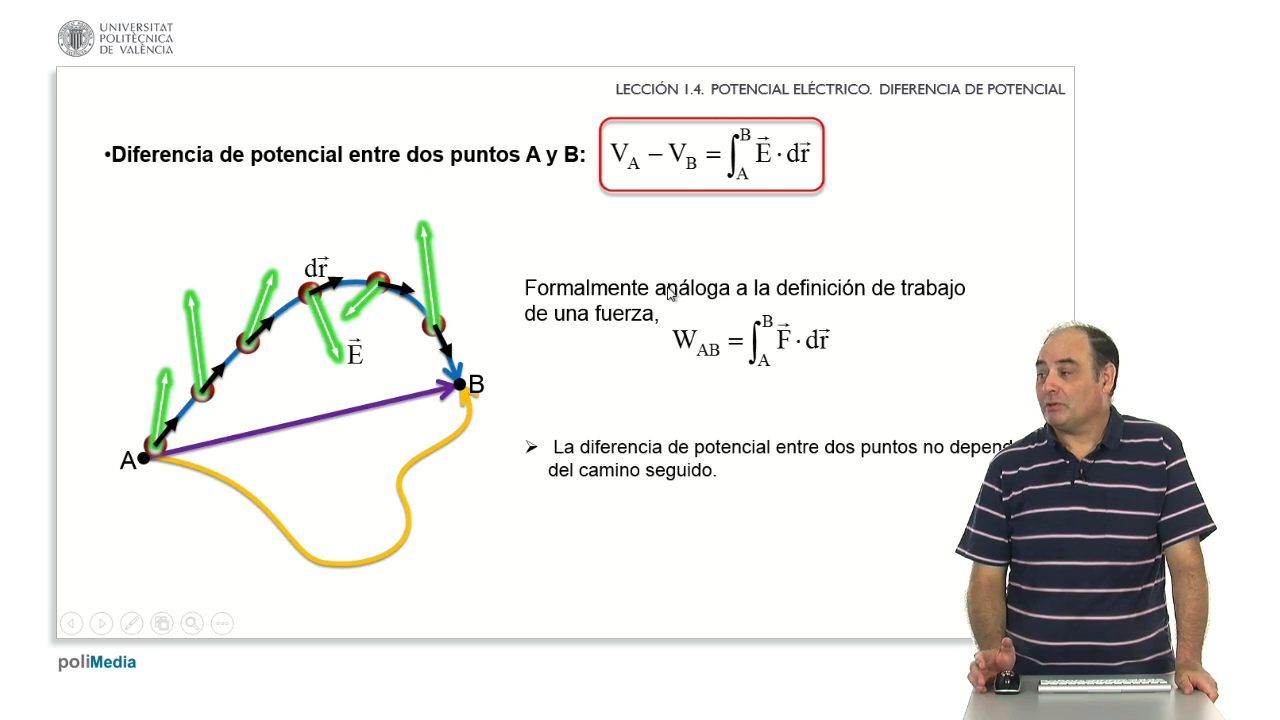 UNIVERSITAT
POLITÈCNICA
DE VALÈNCIA
LECCIÓN 1.4. POTENCIAL ELÉCTRICO. DIFERENCIA DE POTENCIAL
•Diferencia de potencial entre dos puntos A y B: V_A − V_B = ∫_A^B E⃗ · dr⃗
dr⃗
E⃗
A
B
Formalmente análoga a la definición de trabajo
de una fuerza,
W_AB = ∫_A^B F⃗ · dr⃗
➢ La diferencia de potencial entre dos puntos no depend
del camino seguido.
poliMedia